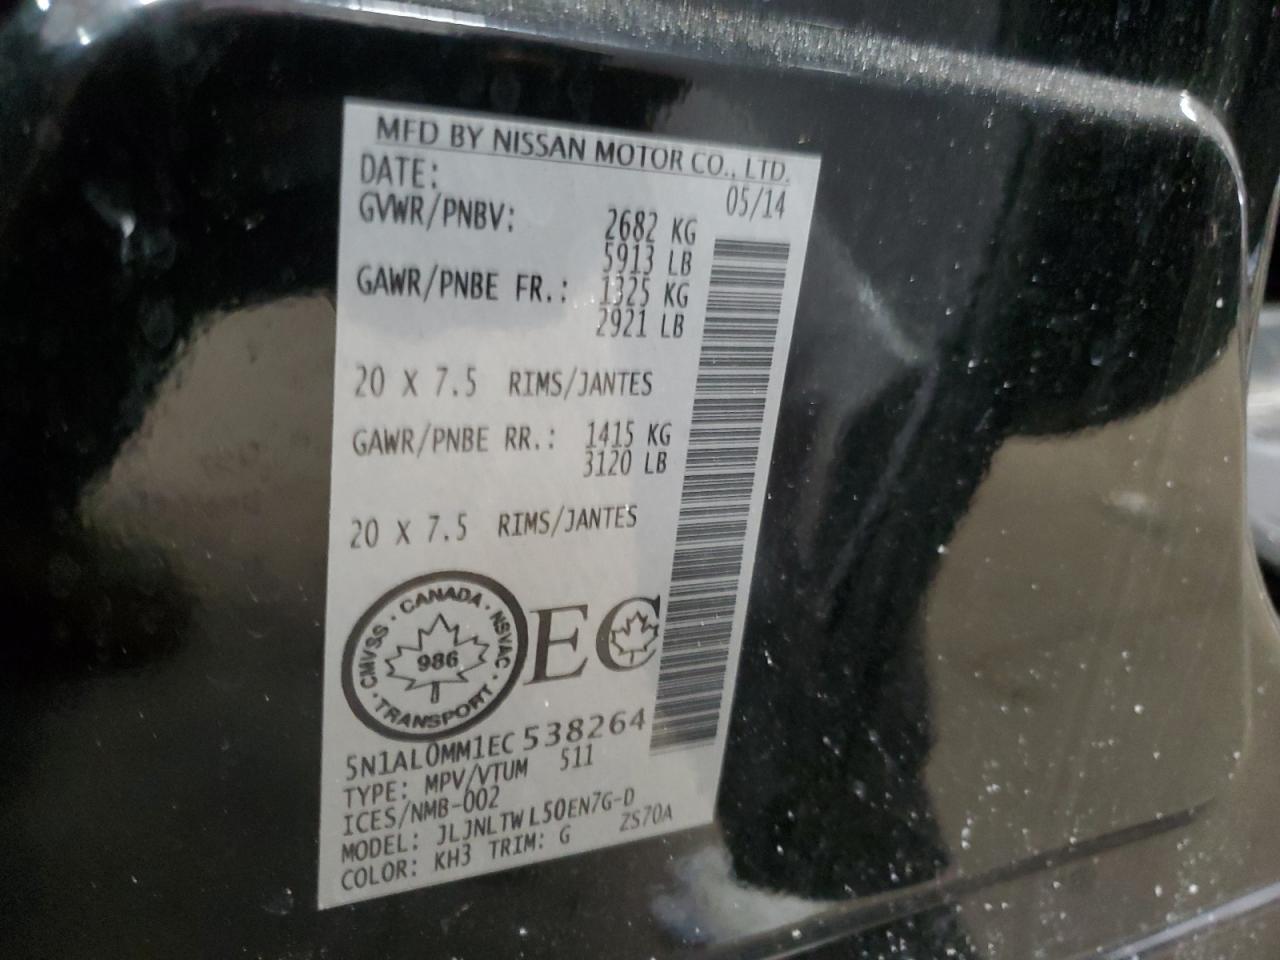 MFD BY NISSAN MOTOR CO., LTD.
DATE: 05/14
GVWR/PNBV: 2682 KG
5913 LB
GAWR/PNBE FR.: 1325 KG
2921 LB
20 X 7.5 RIMS/JANTES
GAWR/PNBE RR.: 1415 KG
3120 LB
20 X 7.5 RIMS/JANTES
CMVSS · CANADA · NSVAC · TRANSPORT ·
986
EC
5N1AL0MM1EC538264
TYPE: MPV/VTUM 511
ICES/NMB-002
MODEL: JLJNLTWL50EN7G-D
COLOR: KH3 TRIM: G ZS70A